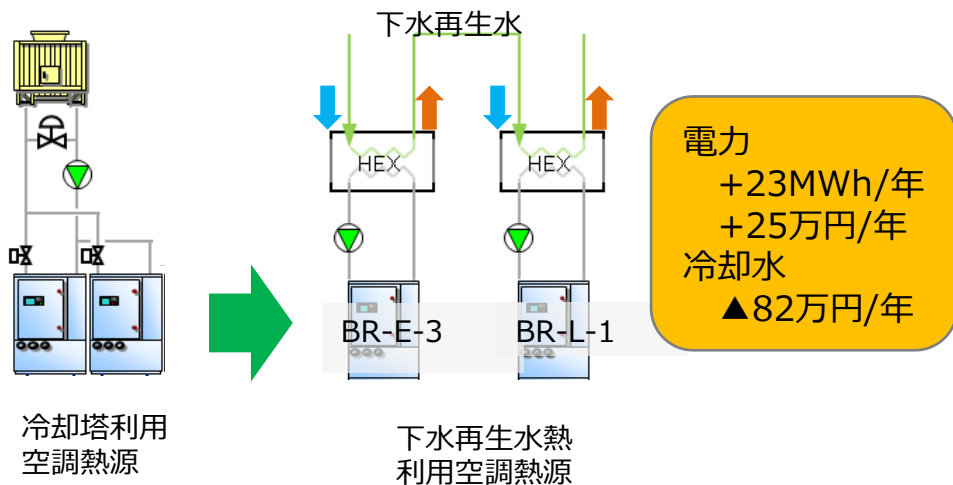 下水再生水
HEX
HEX
電力
+23MWh/年
+25万円/年
冷却水
▲82万円/年
BR-E-3
BR-L-1
冷却塔利用
空調熱源
下水再生水熱
利用空調熱源